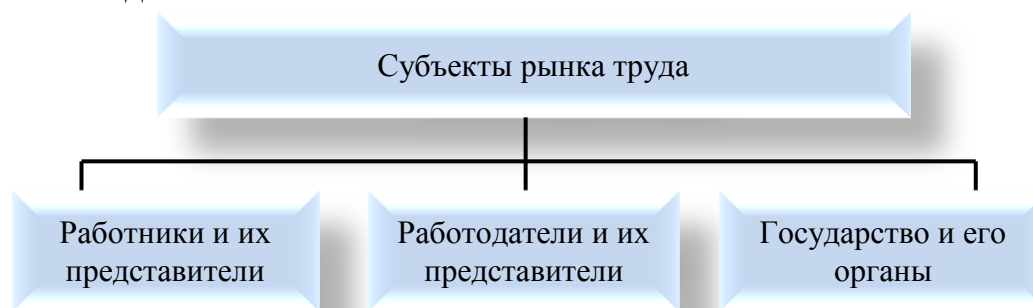 Субъекты рынка труда
Работники и их
представители
Работодатели и их
представители
Государство и его
органы